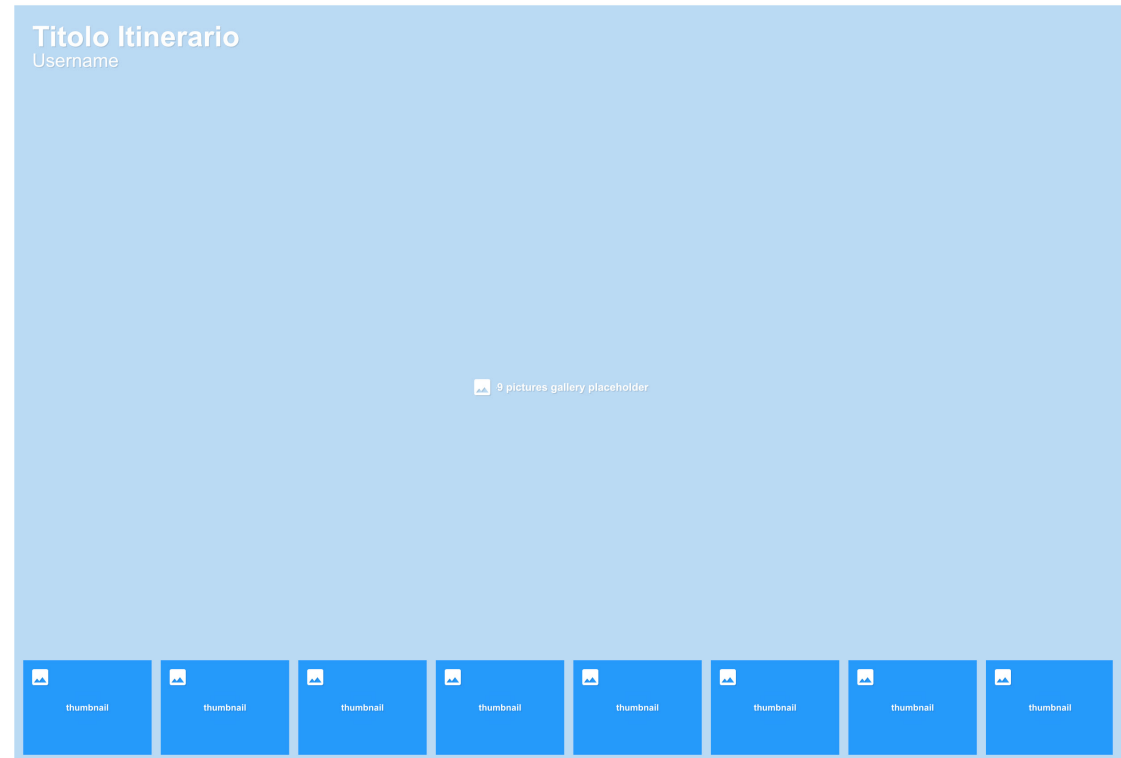 Titolo Itinerario
Username
9 pictures gallery placeholder
thumbnail
thumbnail
thumbnail
thumbnail
thumbnail
thumbnail
thumbnail
thumbnail